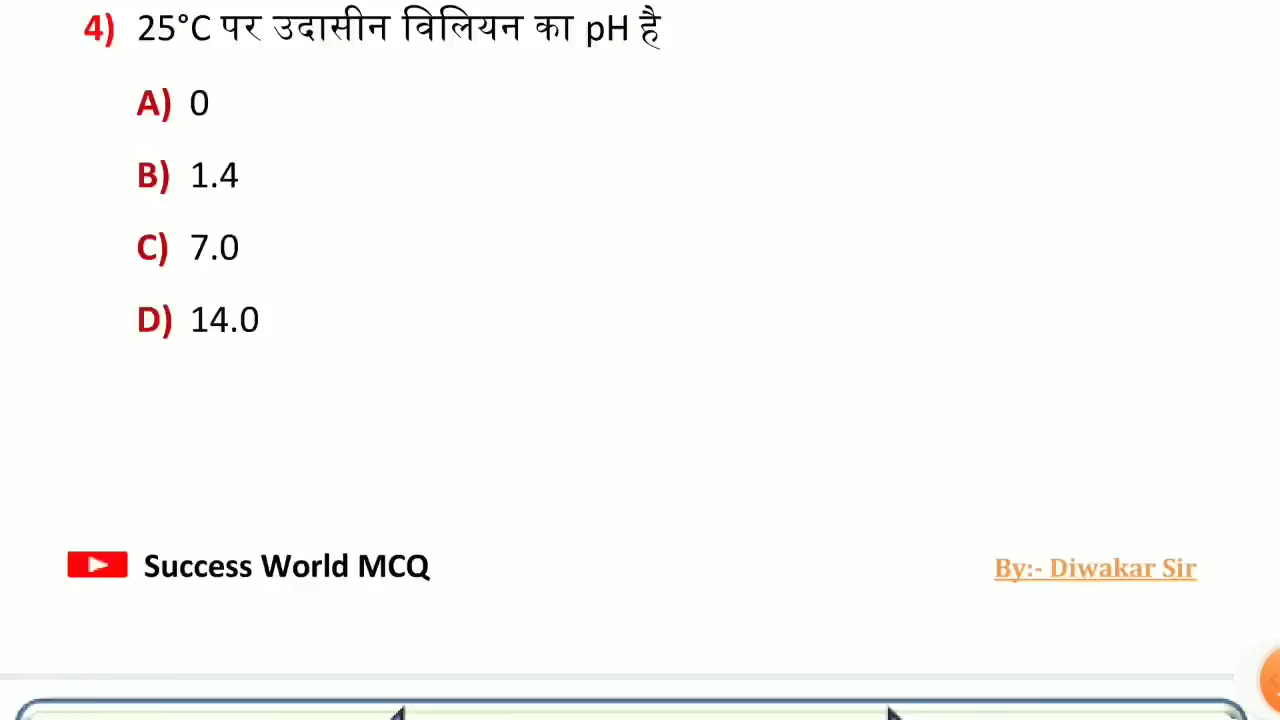 4) 25°C पर उदासीन विलियन का pH है
A) 0
B) 1.4
C) 7.0
D) 14.0
Success World MCQ
By:- Diwakar Sir